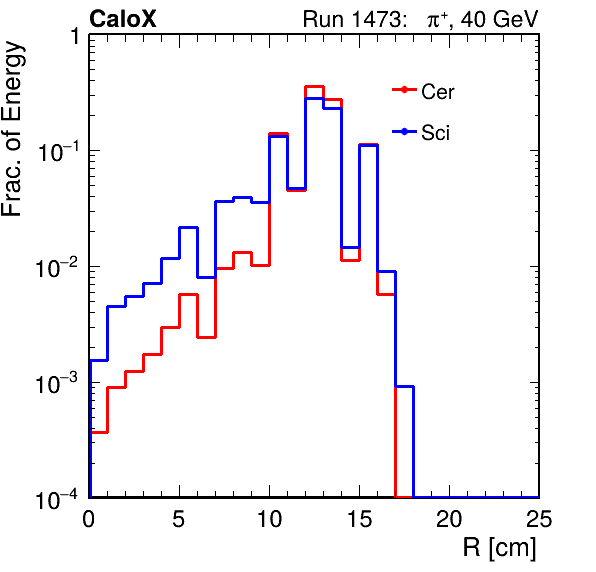 CaloX Run 1473: π⁺, 40 GeV
Frac. of Energy
1
10⁻¹
10⁻²
10⁻³
10⁻⁴
Cer
Sci
0 5 10 15 20 25
R [cm]